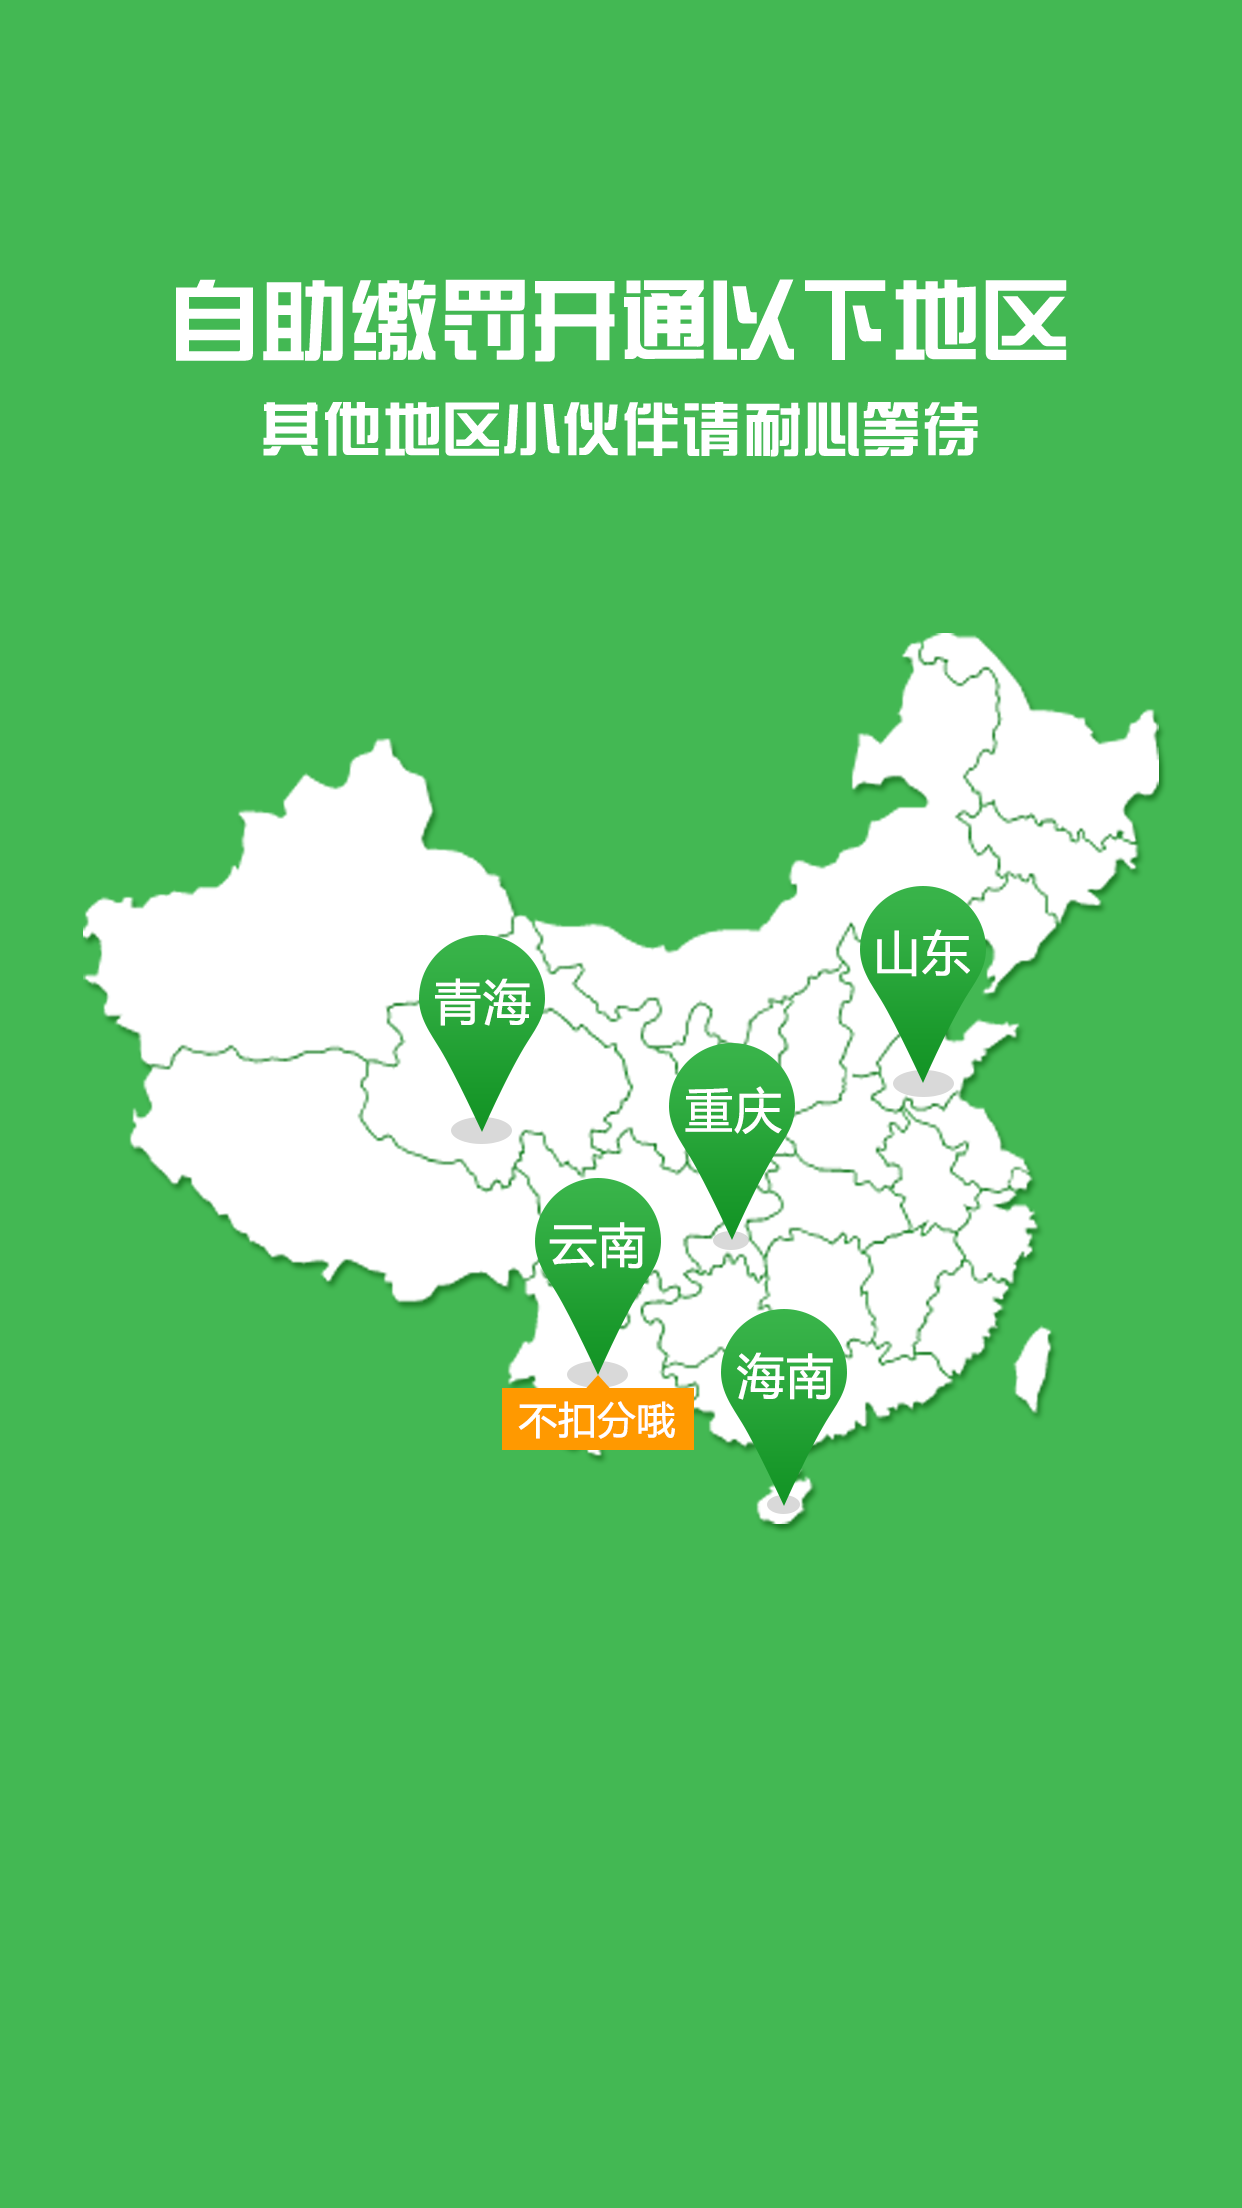 自助缴罚开通以下地区
其他地区小伙伴请耐心等待
山东
青海
重庆
云南
海南
不扣分哦